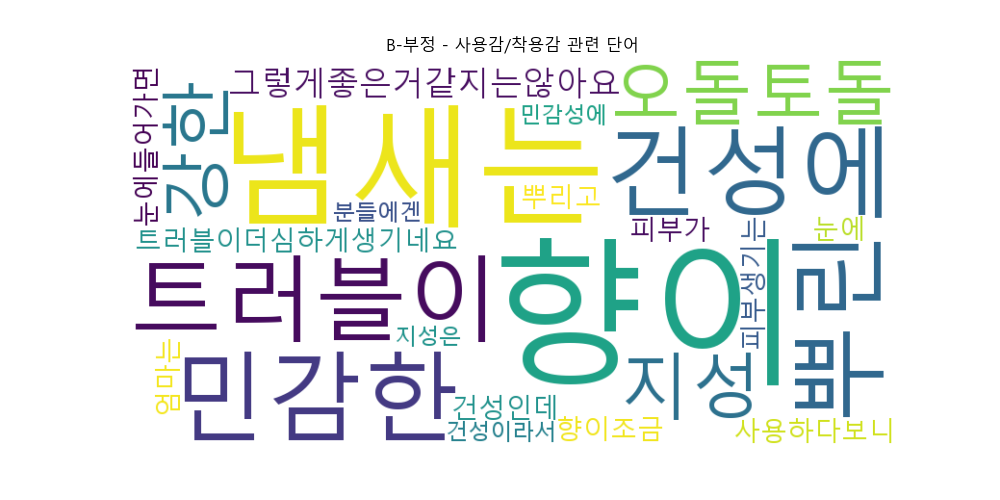 B-부정 - 사용감/착용감 관련 단어
그렇게좋은거같지는않아요
오돌토돌
눈에들어가면
강한
냄새는
민감성에
건성에
뿌리고
분들에겐
피부가
눈에
트러블이더심하게생기네요
트러블이
향이
피부생기는
뿌린
지성은
엄마는
민감한
지성
건성인데
건성이라서
향이조금
사용하다보니